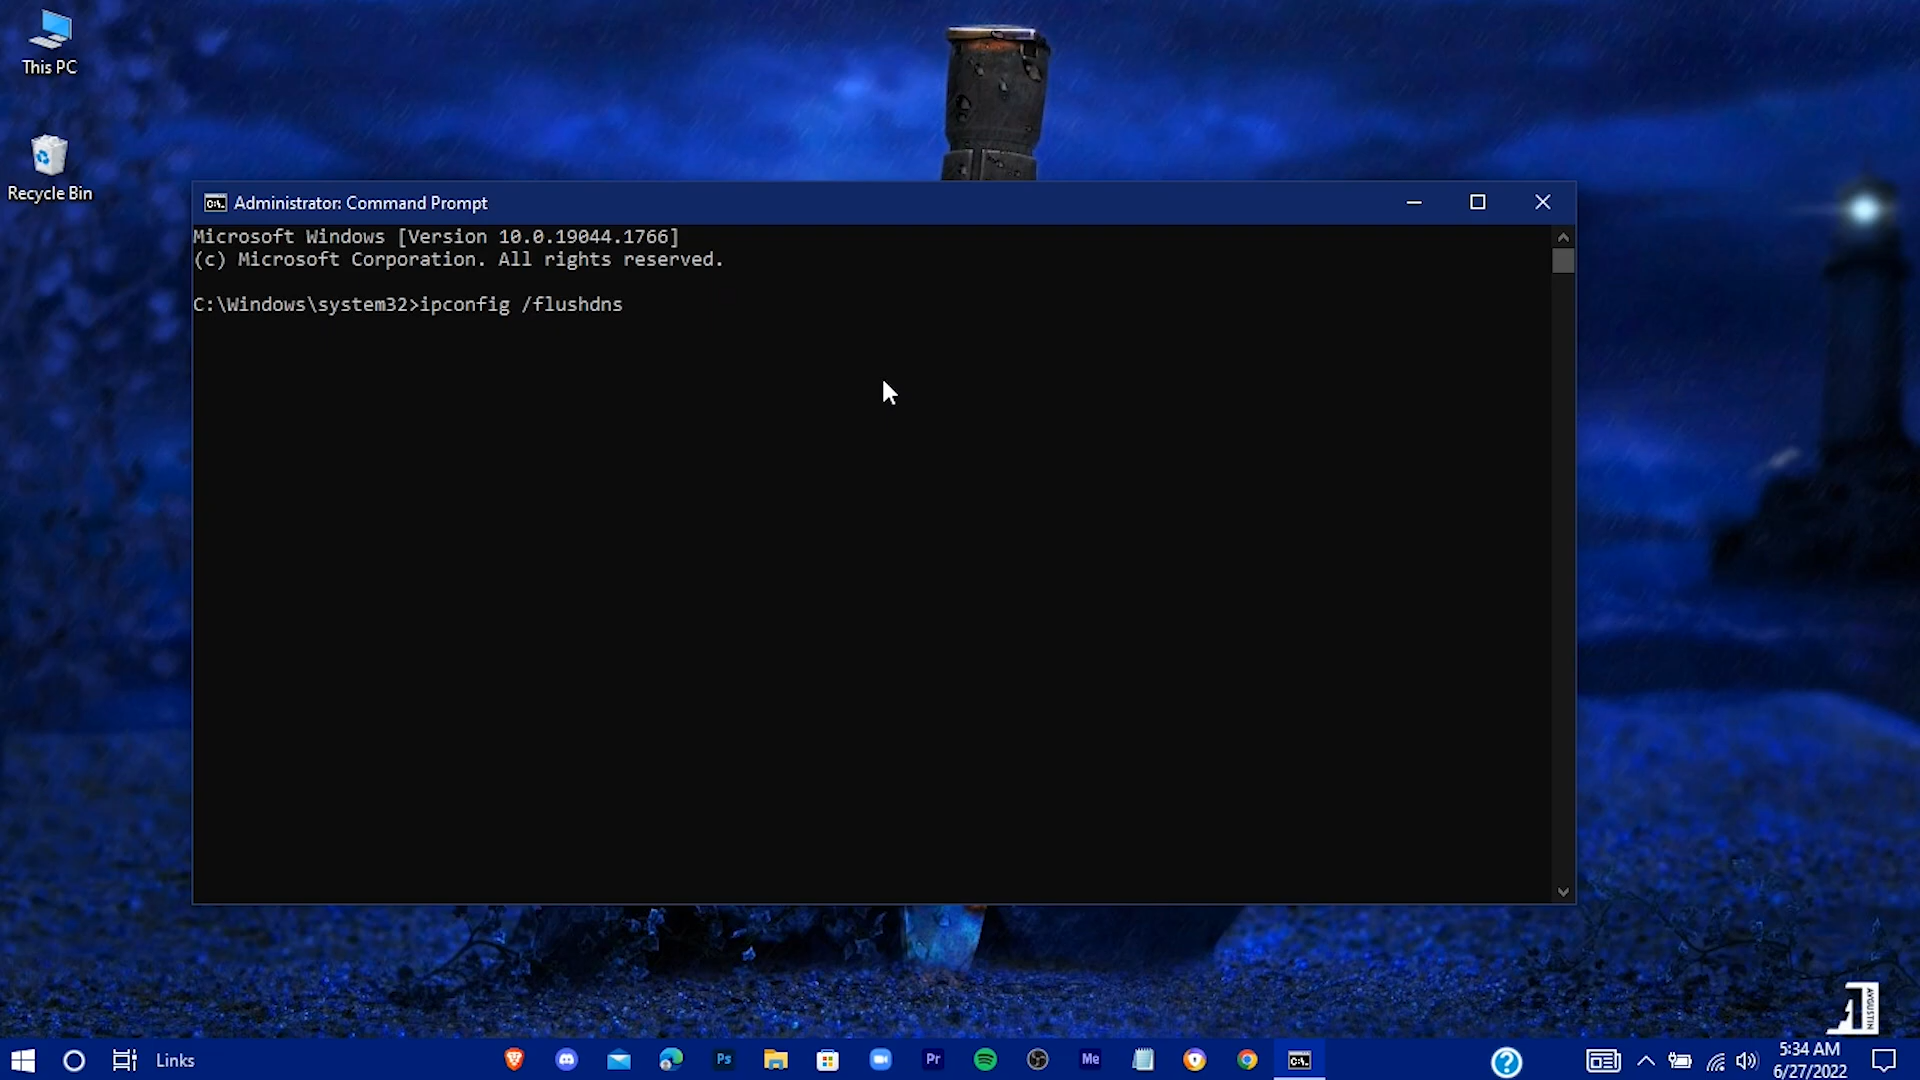 This PC
Recycle Bin
Administrator: Command Prompt
Microsoft Windows [Version 10.0.19044.1766]
(c) Microsoft Corporation. All rights reserved.
C:\Windows\system32>ipconfig /flushdns
AVGUSTIN
Links
Ps
Pr
Me
5:34 AM
6/27/2022